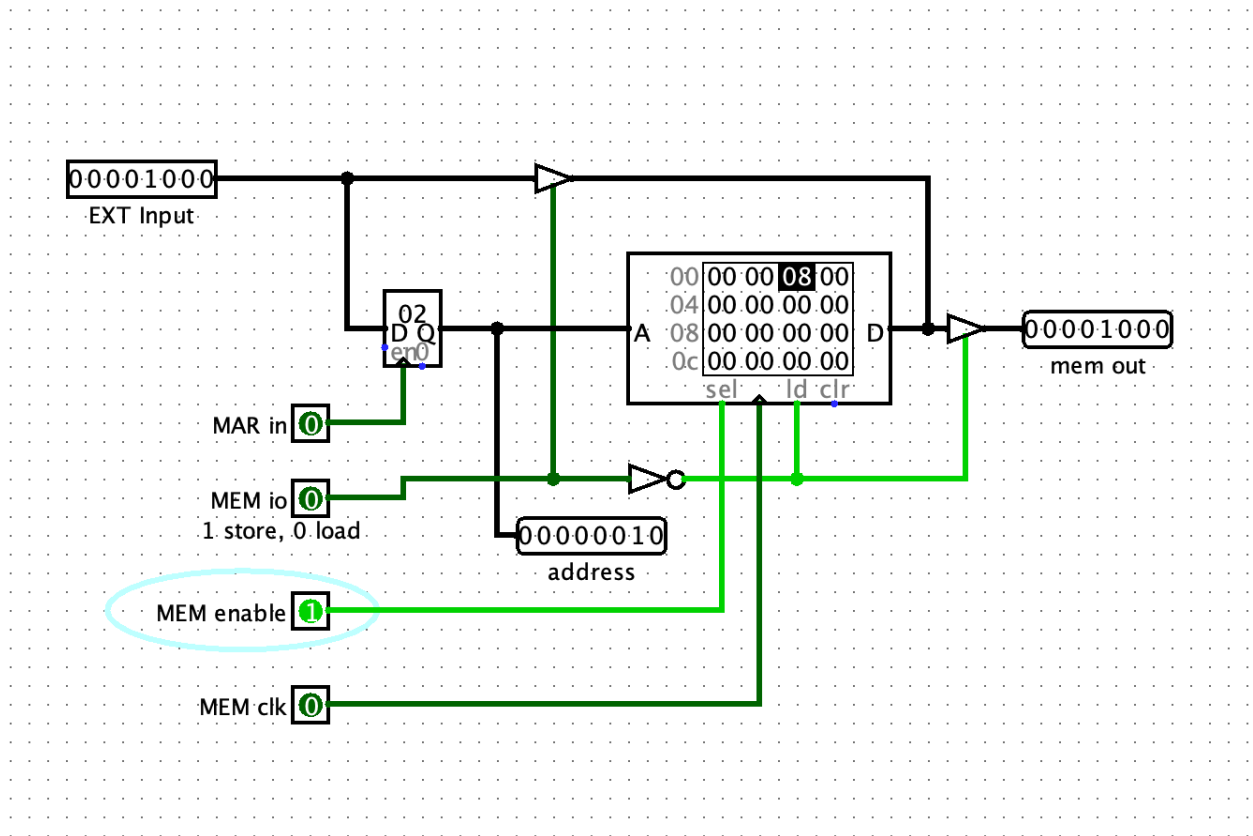 00001000
EXT Input
02
D Q
en0
A
00 00 00 08 00
04 00 00 00 00
08 00 00 00 00
0c 00 00 00 00
D
sel ld clr
00001000
mem out
MAR in 0
MEM io 0
1 store, 0 load
00000010
address
MEM enable 1
MEM clk 0